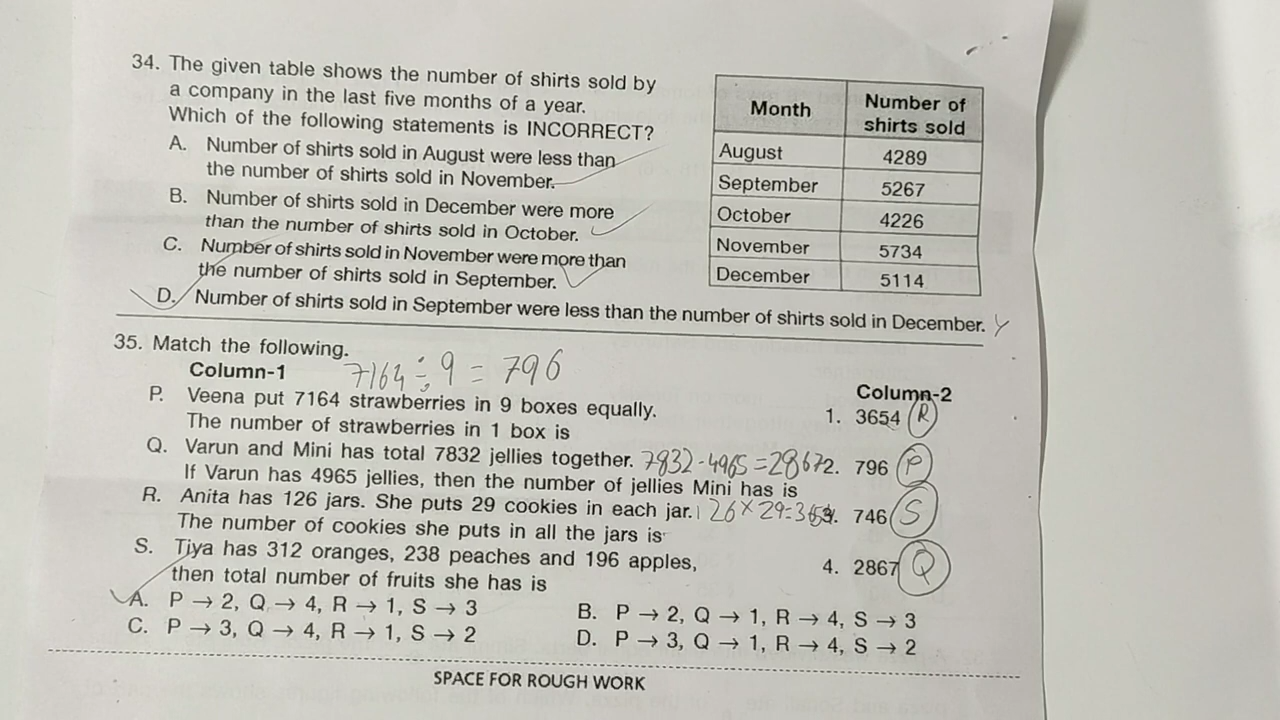 34. The given table shows the number of shirts sold by
a company in the last five months of a year.
Which of the following statements is INCORRECT?
A. Number of shirts sold in August were less than
the number of shirts sold in November.
B. Number of shirts sold in December were more
than the number of shirts sold in October.
C. Number of shirts sold in November were more than
the number of shirts sold in September.
D. Number of shirts sold in September were less than the number of shirts sold in December.
Month Number of shirts sold
August 4289
September 5267
October 4226
November 5734
December 5114
35. Match the following.
7164 ÷ 9 = 796
Column-1 Column-2
P. Veena put 7164 strawberries in 9 boxes equally.
The number of strawberries in 1 box is
1. 3654 R
Q. Varun and Mini has total 7832 jellies together. 7832-4965=2867
If Varun has 4965 jellies, then the number of jellies Mini has is
2. 796 P
R. Anita has 126 jars. She puts 29 cookies in each jar. 126×29=3654
The number of cookies she puts in all the jars is
3. 746 S
S. Tiya has 312 oranges, 238 peaches and 196 apples,
then total number of fruits she has is
4. 2867 Q
A. P → 2, Q → 4, R → 1, S → 3 B. P → 2, Q → 1, R → 4, S → 3
C. P → 3, Q → 4, R → 1, S → 2 D. P → 3, Q → 1, R → 4, S → 2
SPACE FOR ROUGH WORK